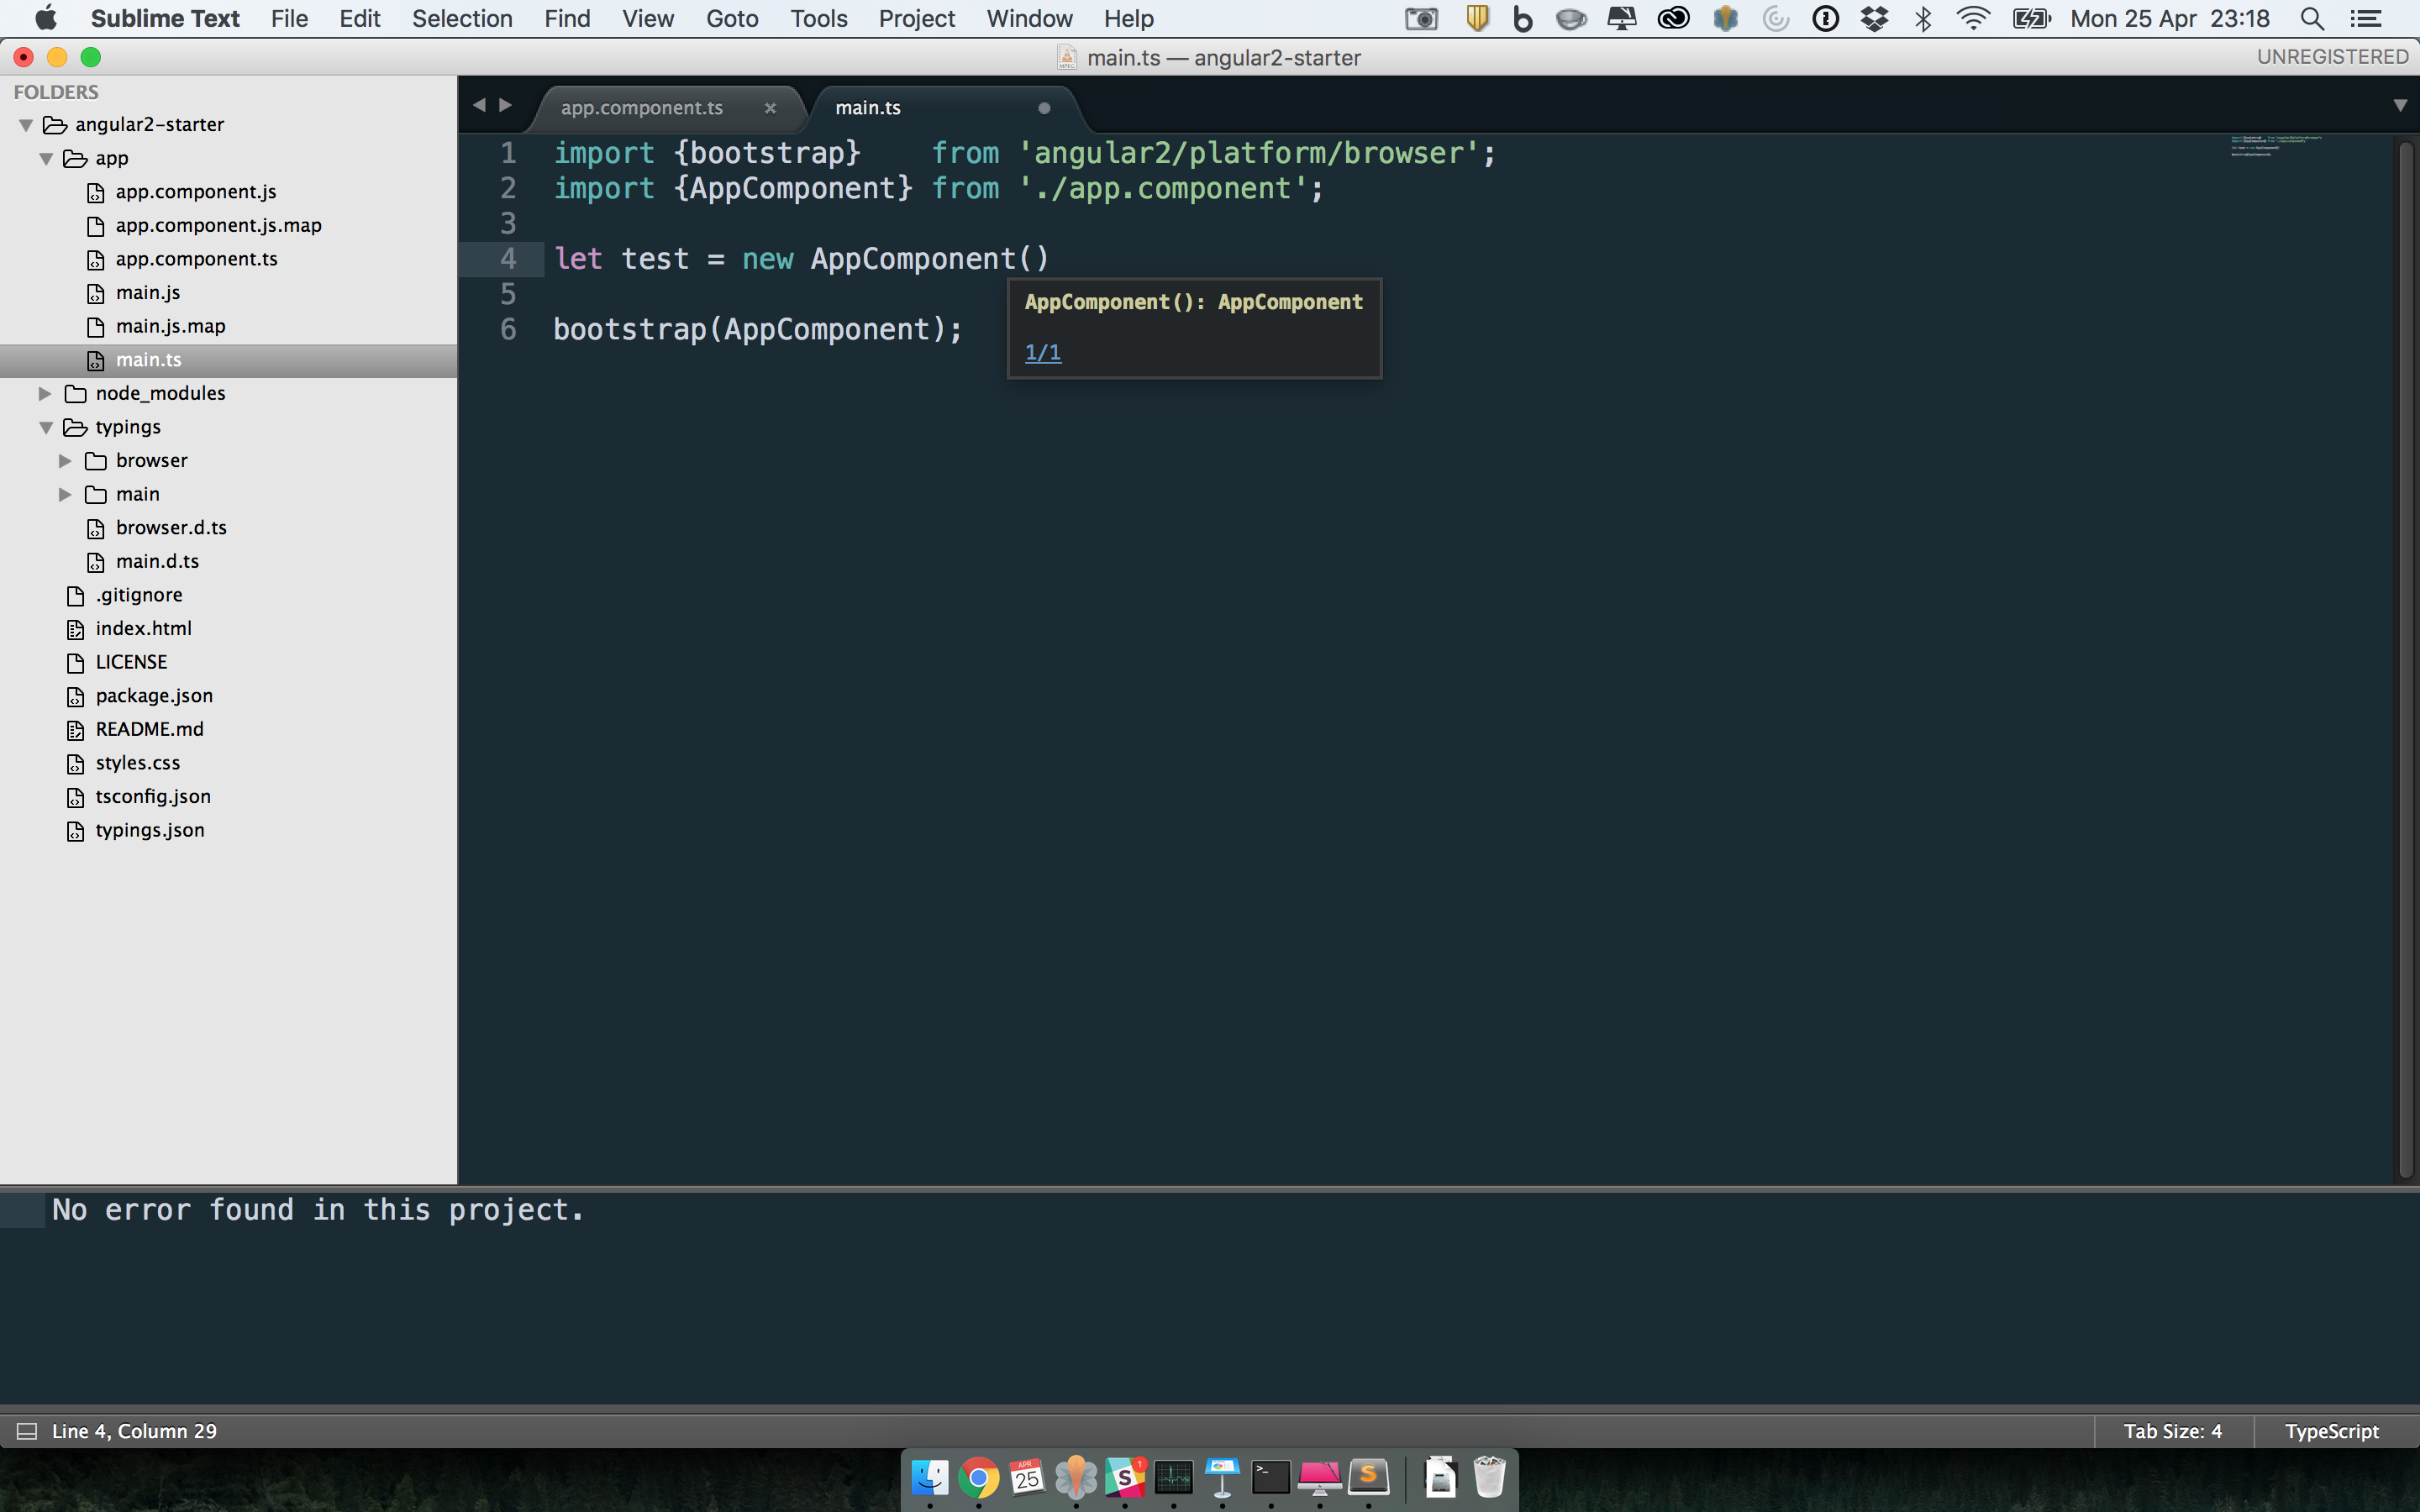 Sublime Text File Edit Selection Find View Goto Tools Project Window Help Mon 25 Apr 23:18
main.ts — angular2-starter UNREGISTERED
FOLDERS
angular2-starter
app
app.component.js
app.component.js.map
app.component.ts
main.js
main.js.map
main.ts
node_modules
typings
browser
main
browser.d.ts
main.d.ts
.gitignore
index.html
LICENSE
package.json
README.md
styles.css
tsconfig.json
typings.json
app.component.ts main.ts
1 import {bootstrap}    from 'angular2/platform/browser';
2 import {AppComponent} from './app.component';
3
4 let test = new AppComponent()
5
6 bootstrap(AppComponent);
AppComponent(): AppComponent
1/1
No error found in this project.
Line 4, Column 29 Tab Size: 4 TypeScript
APR
25
S
1
S